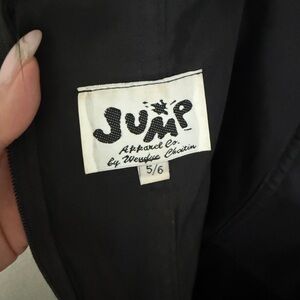 JUMP
Apparel Co.
by Wendye Chaitin
5/6